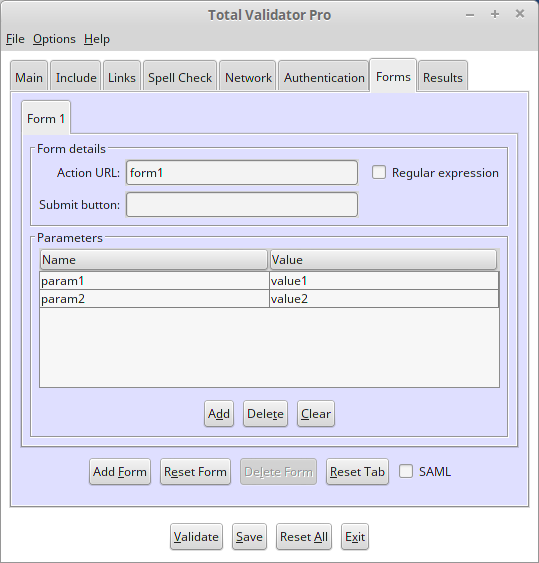 Total Validator Pro
File Options Help
Main Include Links Spell Check Network Authentication Forms Results
Form 1
Form details
Action URL: form1 Regular expression
Submit button:
Parameters
Name Value
param1 value1
param2 value2
Add Delete Clear
Add Form Reset Form Delete Form Reset Tab SAML
Validate Save Reset All Exit